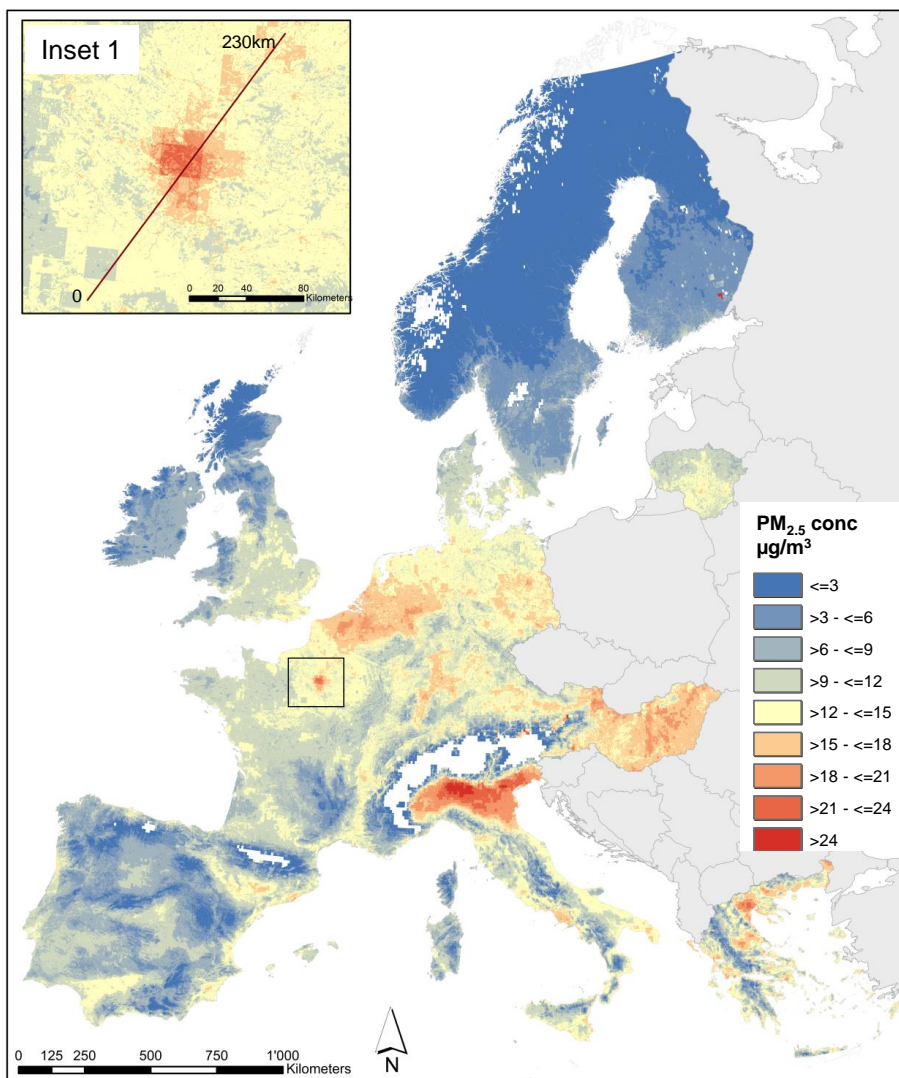 Inset 1
230km
0
0 20 40 80
Kilometers
PM2.5 conc
µg/m³
<=3
>3 - <=6
>6 - <=9
>9 - <=12
>12 - <=15
>15 - <=18
>18 - <=21
>21 - <=24
>24
N
0 125 250 500 750 1'000
Kilometers